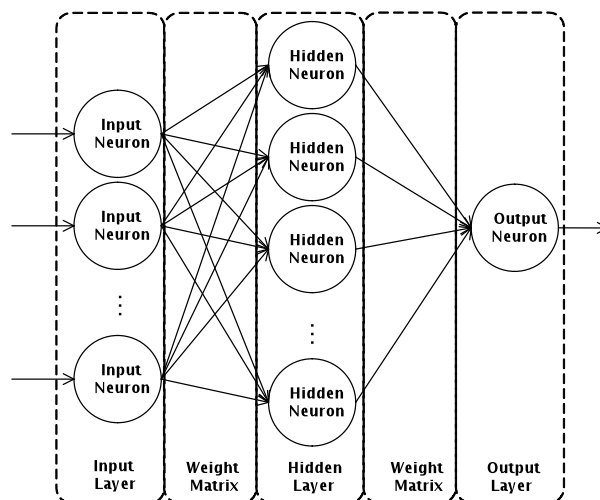 Hidden
Neuron
Input
Neuron
Hidden
Neuron
Input
Neuron
Hidden
Neuron
Output
Neuron
...
...
Input
Neuron
Hidden
Neuron
Input
Layer
Weight
Matrix
Hidden
Layer
Weight
Matrix
Output
Layer